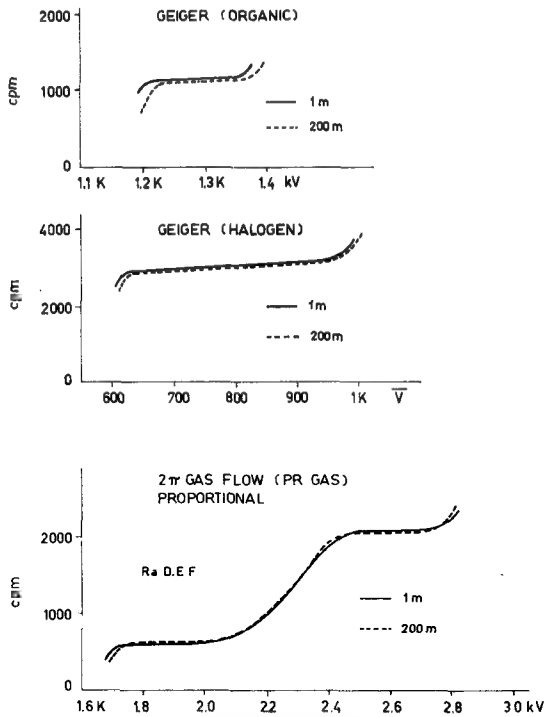 GEIGER (ORGANIC)
2000
1000
0
cpm
1 m
200 m
1.1 K 1.2 K 1.3 K 1.4 kV
GEIGER (HALOGEN)
4000
2000
0
cpm
1m
200m
600 700 800 900 1 K V
2π GAS FLOW (PR GAS)
PROPORTIONAL
2000
1000
0
cpm
Ra D.E F
1m
200 m
1.6 K 1.8 2.0 2.2 2.4 2.6 2.8 3.0 kV